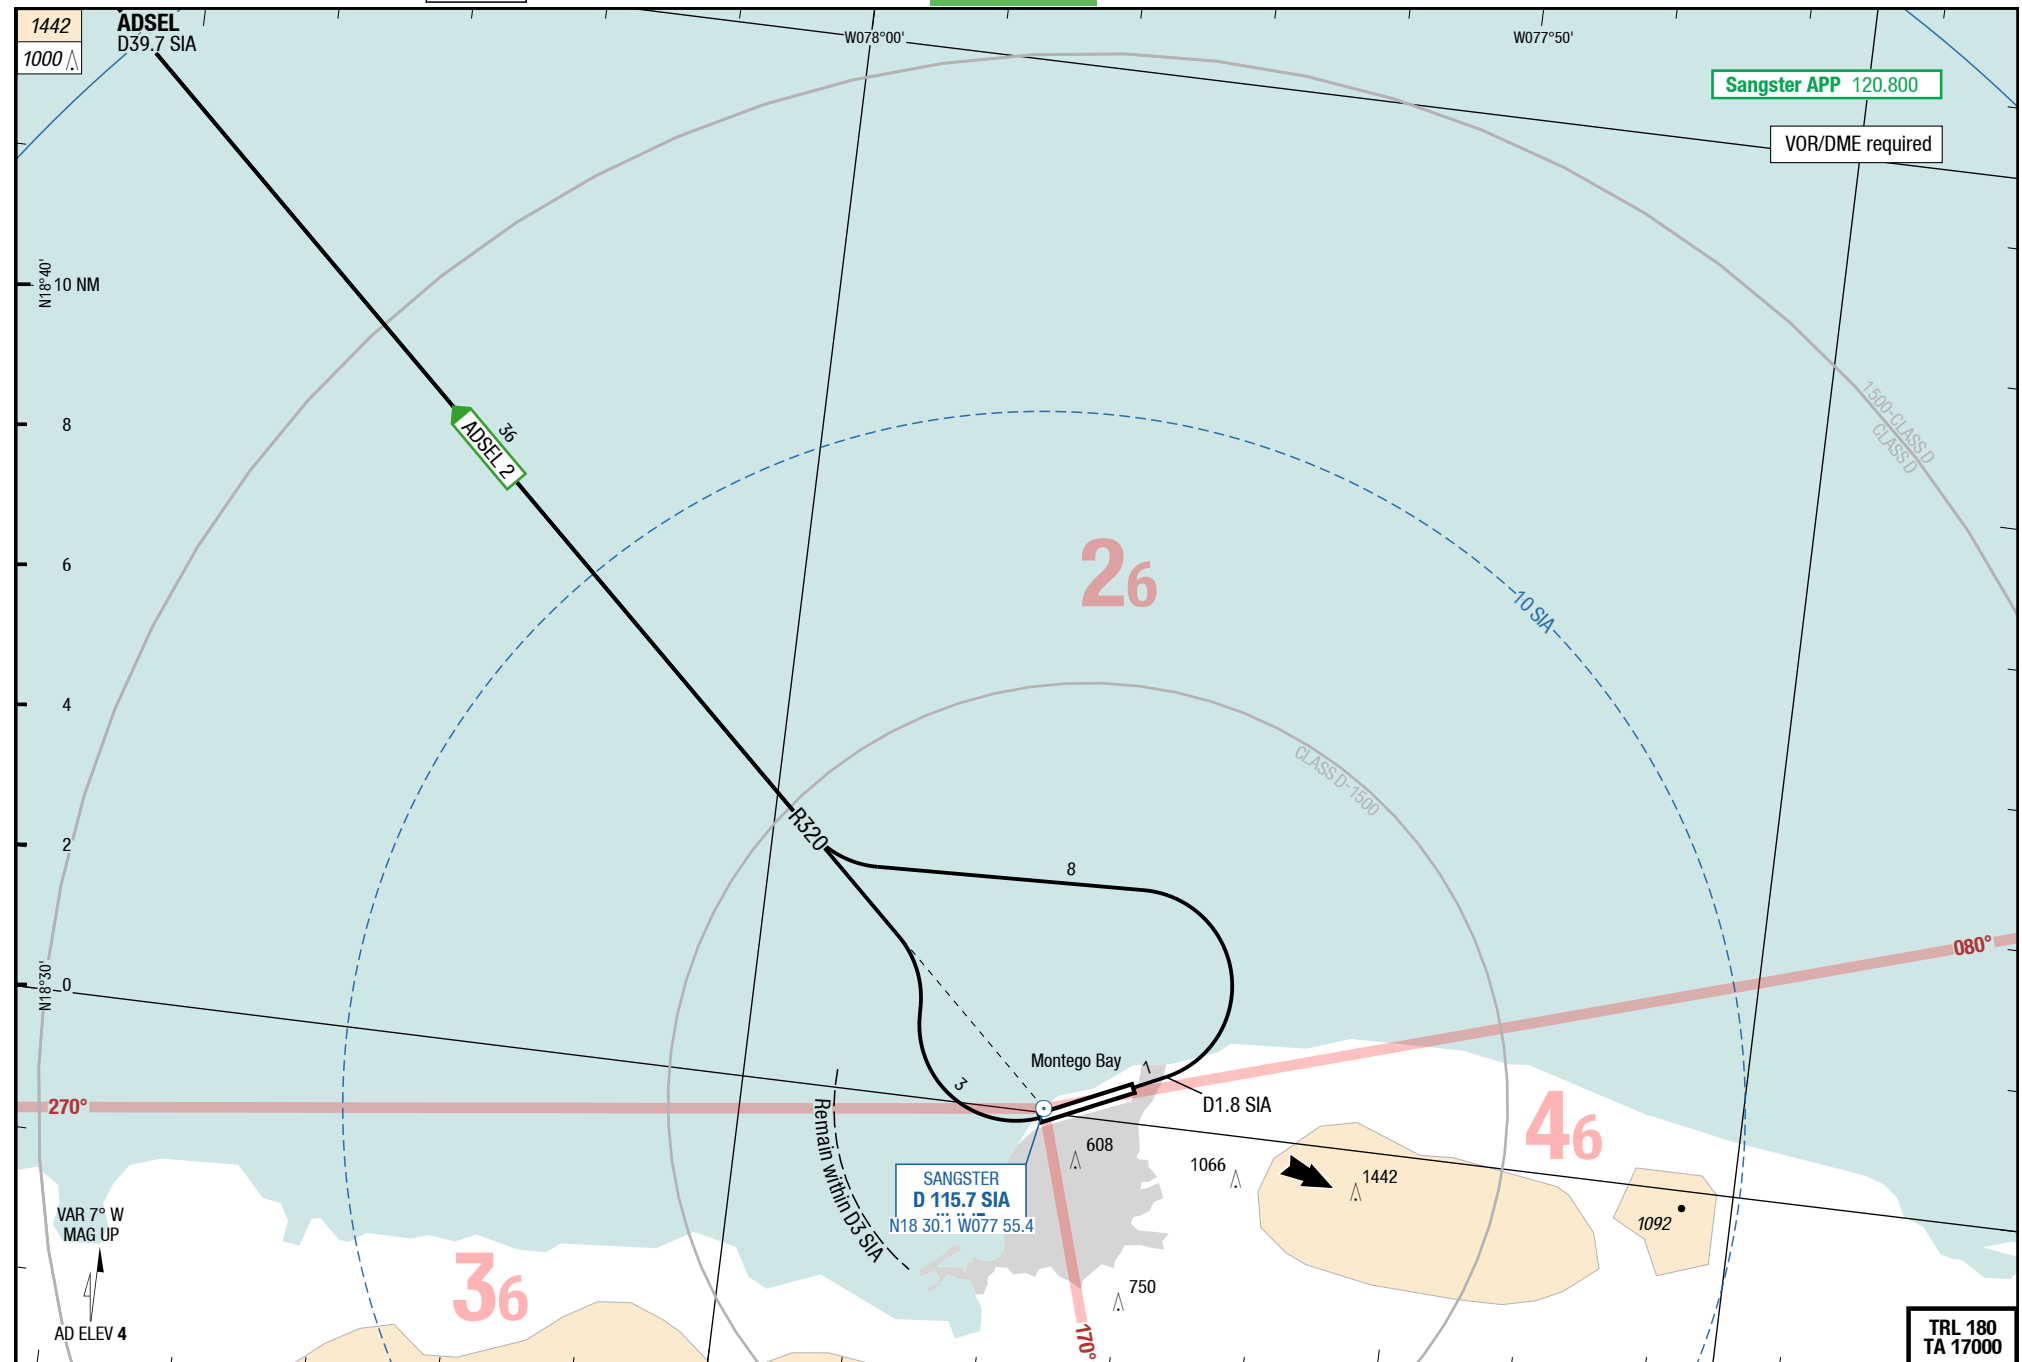 1442
1000
ADSEL
D39.7 SIA
W078°00'
W077°50'
Sangster APP 120.800
VOR/DME required
N18°40'
10 NM
8
6
4
2
0
N18°30'
36
ADSEL 2
1500-CLASS D
CLASS D
26
10 SIA
CLASS D-1500
R320
8
080°
Montego Bay
1
3
D1.8 SIA
270°
Remain within D3 SIA
46
608
1066
1442
1092
SANGSTER
D 115.7 SIA
N18 30.1 W077 55.4
VAR 7° W
MAG UP
36
750
170°
AD ELEV 4
TRL 180
TA 17000